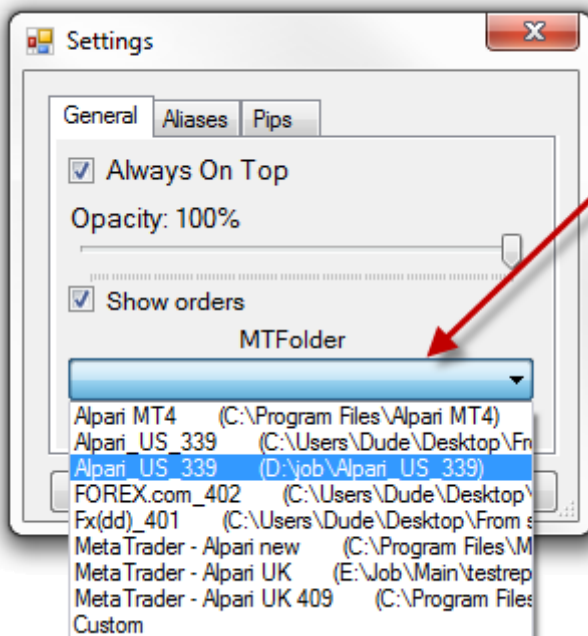 Settings
General Aliases Pips
Always On Top
Opacity: 100%
Show orders
MTFolder
Alpari MT4 (C:\Program Files\Alpari MT4)
Alpari_US_339 (C:\Users\Dude\Desktop\Fr
Alpari_US_339 (D:\job\Alpari_US_339)
FOREX.com_402 (C:\Users\Dude\Desktop\
Fx(dd)_401 (C:\Users\Dude\Desktop\From s
MetaTrader - Alpari new (C:\Program Files\M
MetaTrader - Alpari UK (E:\Job\Main\testrep
MetaTrader - Alpari UK 409 (C:\Program Files
Custom